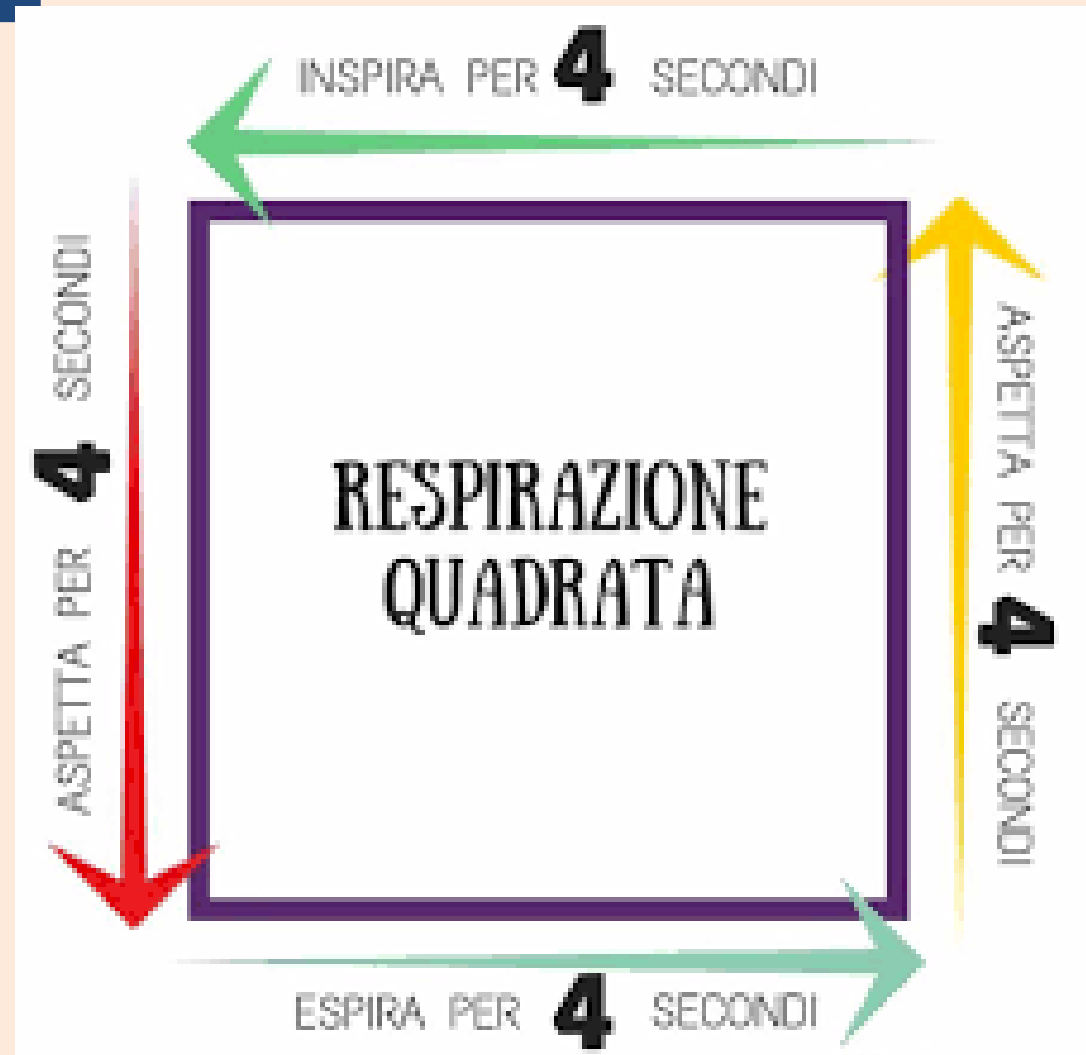 INSPIRA PER 4 SECONDI
ASPETTA PER 4 SECONDI
RESPIRAZIONE
QUADRATA
ASPETTA PER 4 SECONDI
ESPIRA PER 4 SECONDI